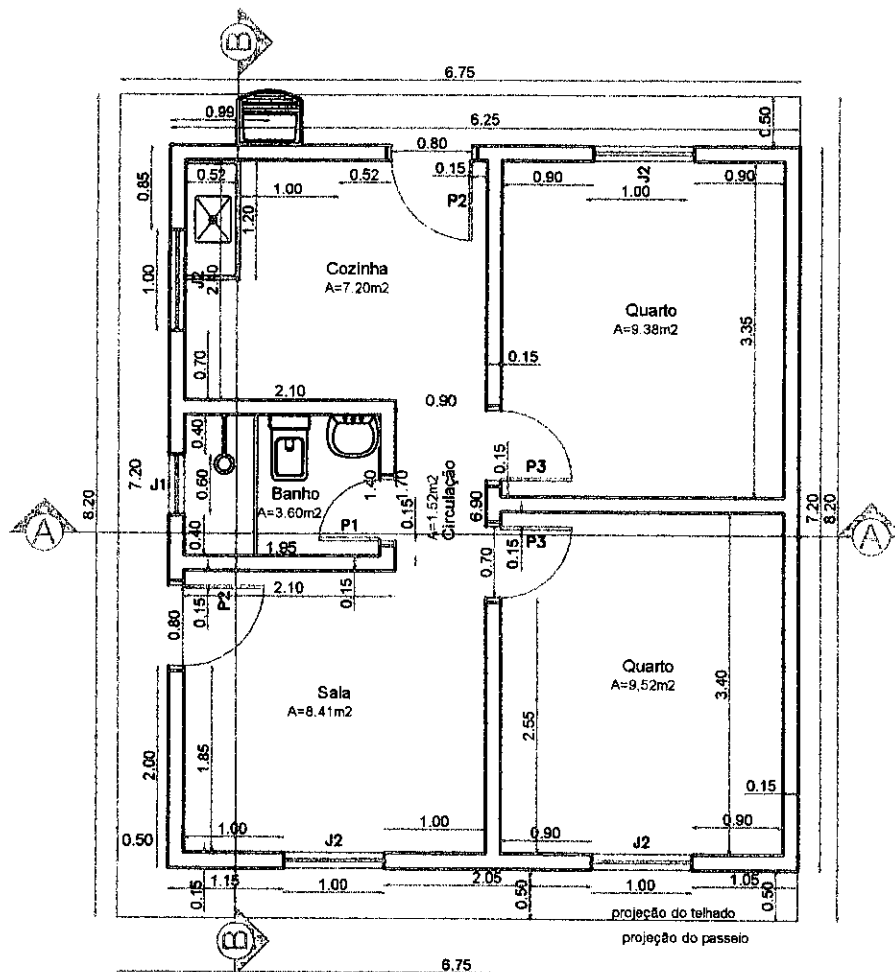 B
6.75
0.99
6.25
0.50
0.80
0.85
0.52
1.00
0.52
0.15
P2
0.90
J2
1.00
0.90
1.20
Cozinha
A=7.20m2
1.00
J2
2.40
Quarto
A=9.38m2
3.35
0.70
0.15
2.10
0.90
0.40
7.20
8.20
J1
0.60
Banho
A=3.60m2
1.40
1.70
0.15
A=1.52m2
Circulação
6.90
0.15
P3
7.20
8.20
A
A
0.40
1.95
P1
P3
0.15
0.70
2.10
0.15
P2
0.15
0.80
Sala
A=8.41m2
Quarto
A=9,52m2
3.40
2.55
2.00
1.85
0.15
0.50
1.00
J2
1.00
0.90
J2
0.90
0.15
1.15
1.00
2.05
0.50
1.00
1.05
0.50
projeção do telhado
projeção do passeio
B
6.75